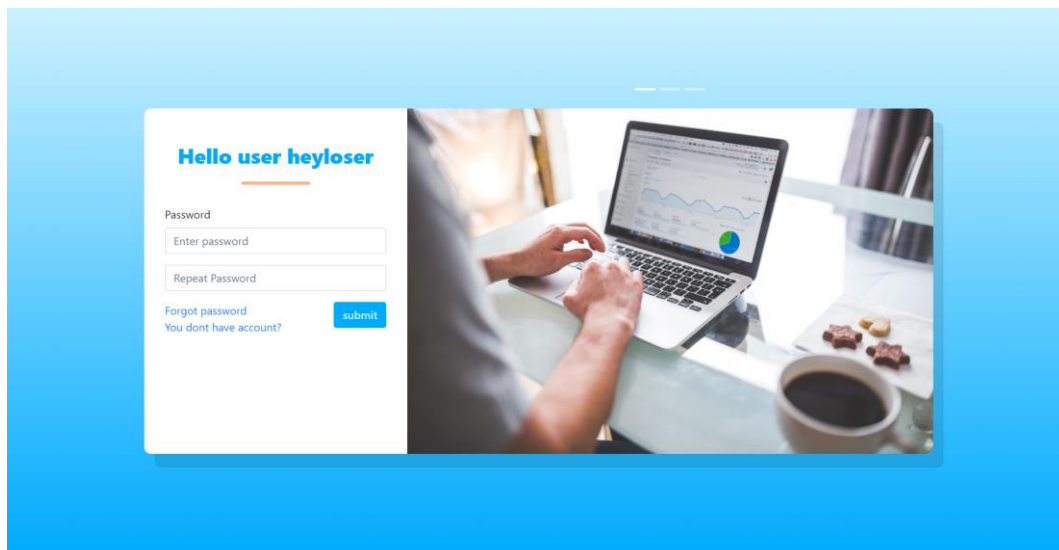 Hello user heyloser
Password
Enter password
Repeat Password
Forgot password
submit
You dont have account?